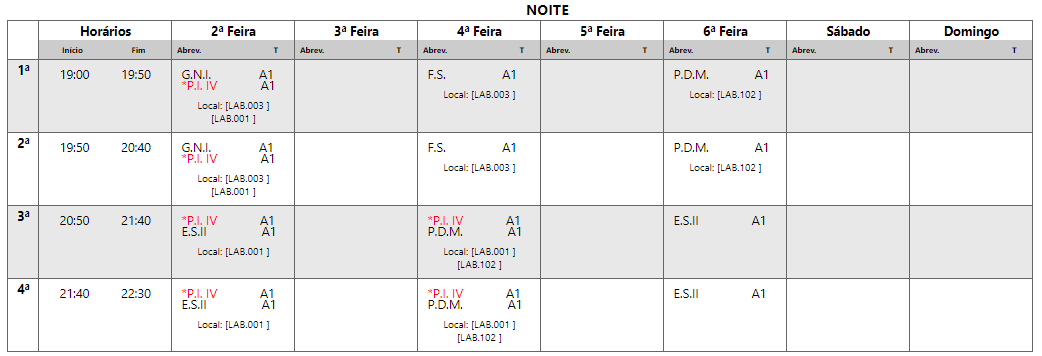 NOITE
Horários 2ª Feira 3ª Feira 4ª Feira 5ª Feira 6ª Feira Sábado Domingo
Início Fim Abrev. T Abrev. T Abrev. T Abrev. T Abrev. T Abrev. T Abrev. T
1ª 19:00 19:50 G.N.I. A1 F.S. A1 P.D.M. A1
*P.I. IV A1
Local: [LAB.003 ] Local: [LAB.003 ] Local: [LAB.102 ]
[LAB.001 ]
2ª 19:50 20:40 G.N.I. A1 F.S. A1 P.D.M. A1
*P.I. IV A1
Local: [LAB.003 ] Local: [LAB.003 ] Local: [LAB.102 ]
[LAB.001 ]
3ª 20:50 21:40 *P.I. IV A1 *P.I. IV A1 E.S.II A1
E.S.II A1 P.D.M. A1
Local: [LAB.001 ] Local: [LAB.001 ]
[LAB.102 ]
4ª 21:40 22:30 *P.I. IV A1 *P.I. IV A1 E.S.II A1
E.S.II A1 P.D.M. A1
Local: [LAB.001 ] Local: [LAB.001 ]
[LAB.102 ]